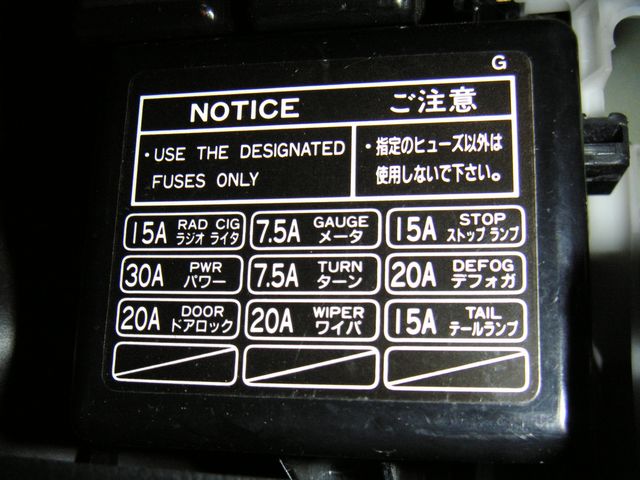 G
NOTICE ご注意
・USE THE DESIGNATED
FUSES ONLY
・指定のヒューズ以外は
使用しないで下さい。
15A RAD CIG
ラジオ ライタ
7.5A GAUGE
メータ
15A STOP
ストップ ランプ
30A PWR
パワー
7.5A TURN
ターン
20A DEFOG
デフォガ
20A DOOR
ドアロック
20A WIPER
ワイパ
15A TAIL
テールランプ